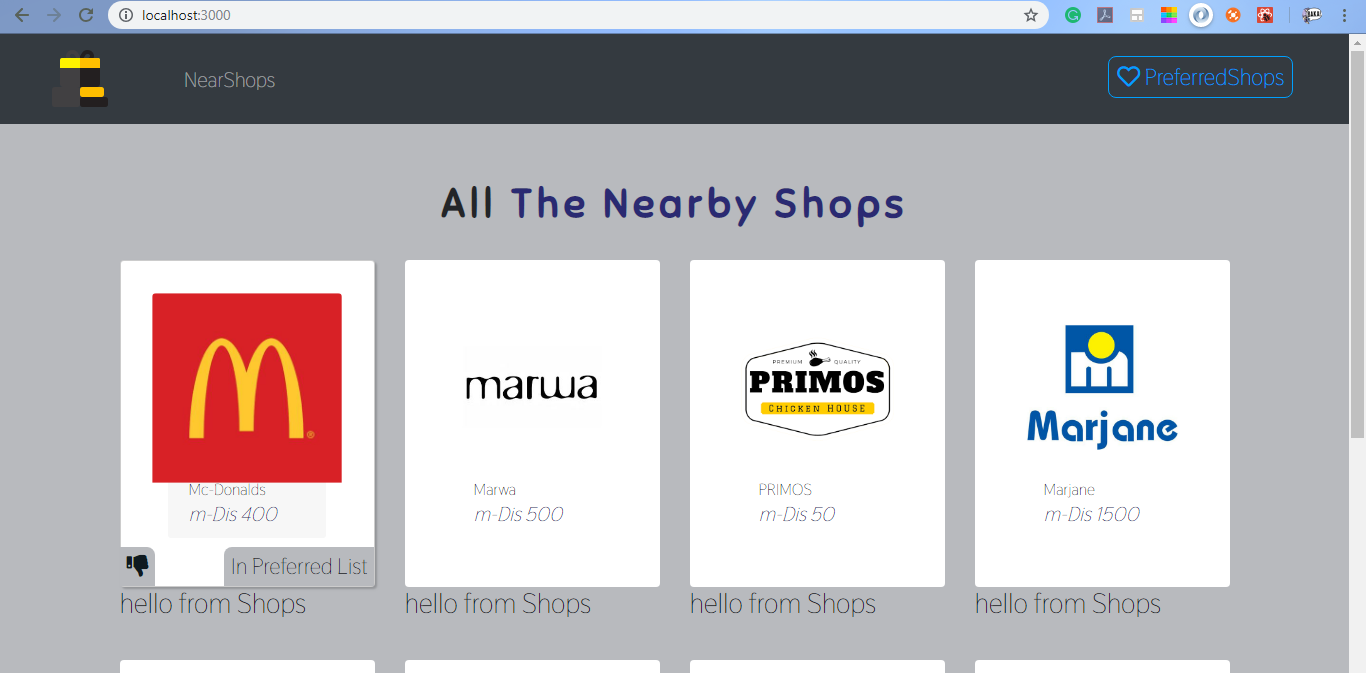 localhost:3000
NearShops
PreferredShops
All The Nearby Shops
M
®
marwa
PREMIUM QUALITY
PRIMOS
CHICKEN HOUSE
Marjane
Mc-Donalds
m-Dis 400
Marwa
m-Dis 500
PRIMOS
m-Dis 50
Marjane
m-Dis 1500
In Preferred List
hello from Shops
hello from Shops
hello from Shops
hello from Shops